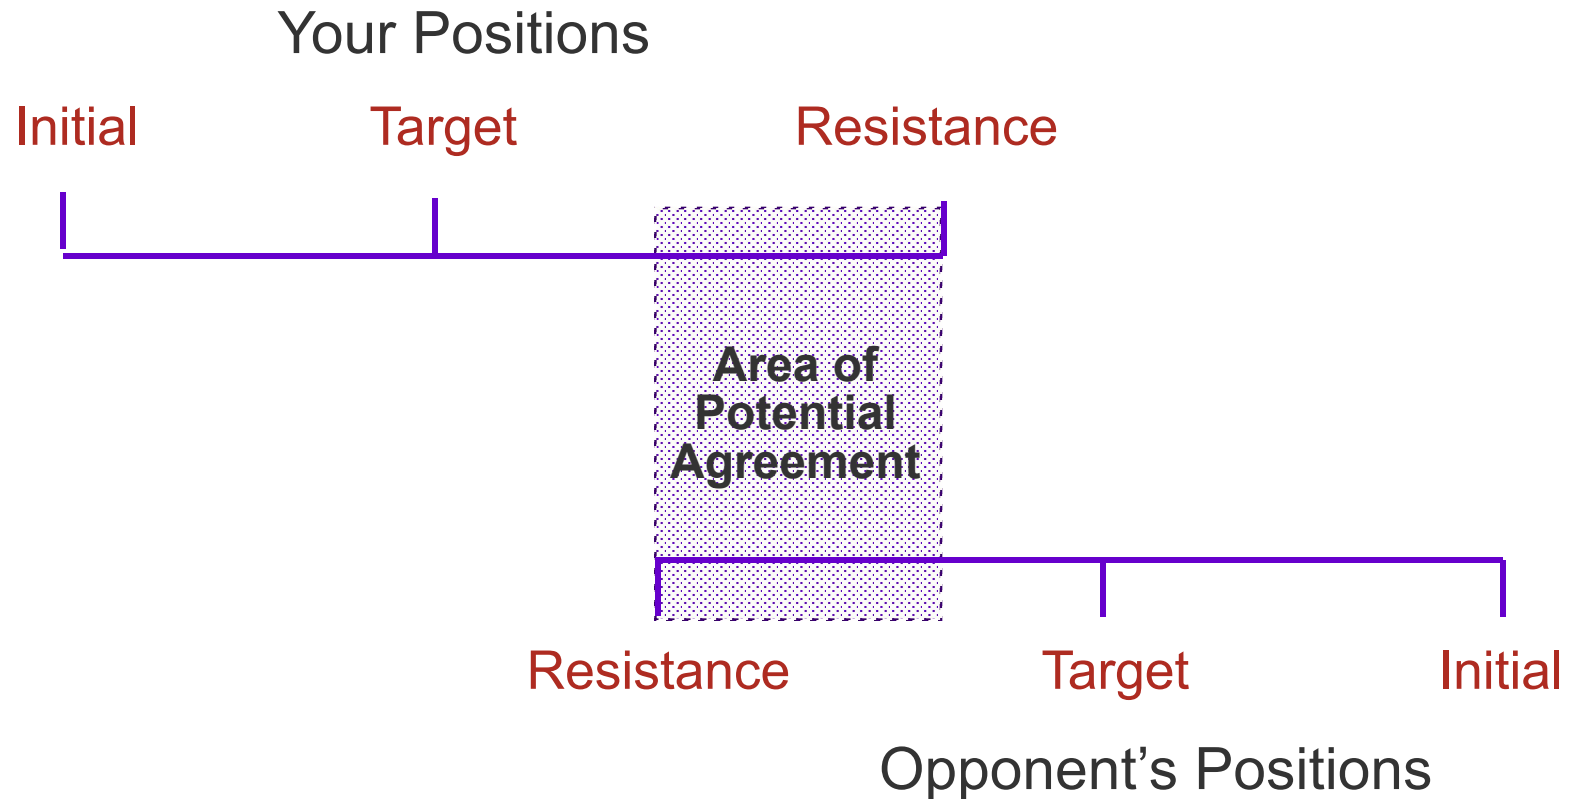 Your Positions
Initial Target Resistance
Area of
Potential
Agreement
Resistance Target Initial
Opponent’s Positions